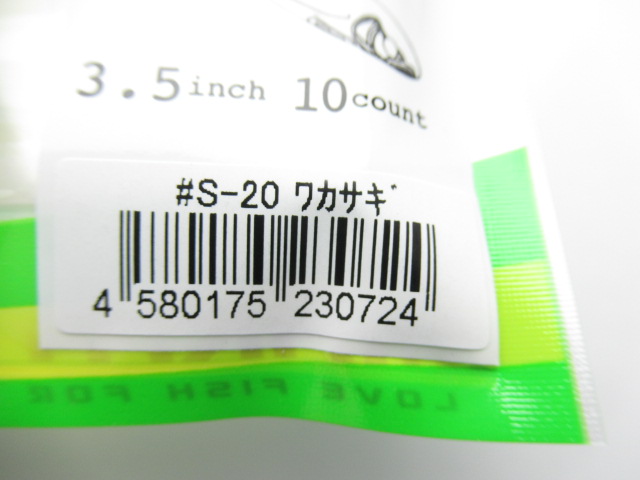 3.5inch 10count
#S-20 ワカサギ
4 580175 230724
LOVE FISH FOR